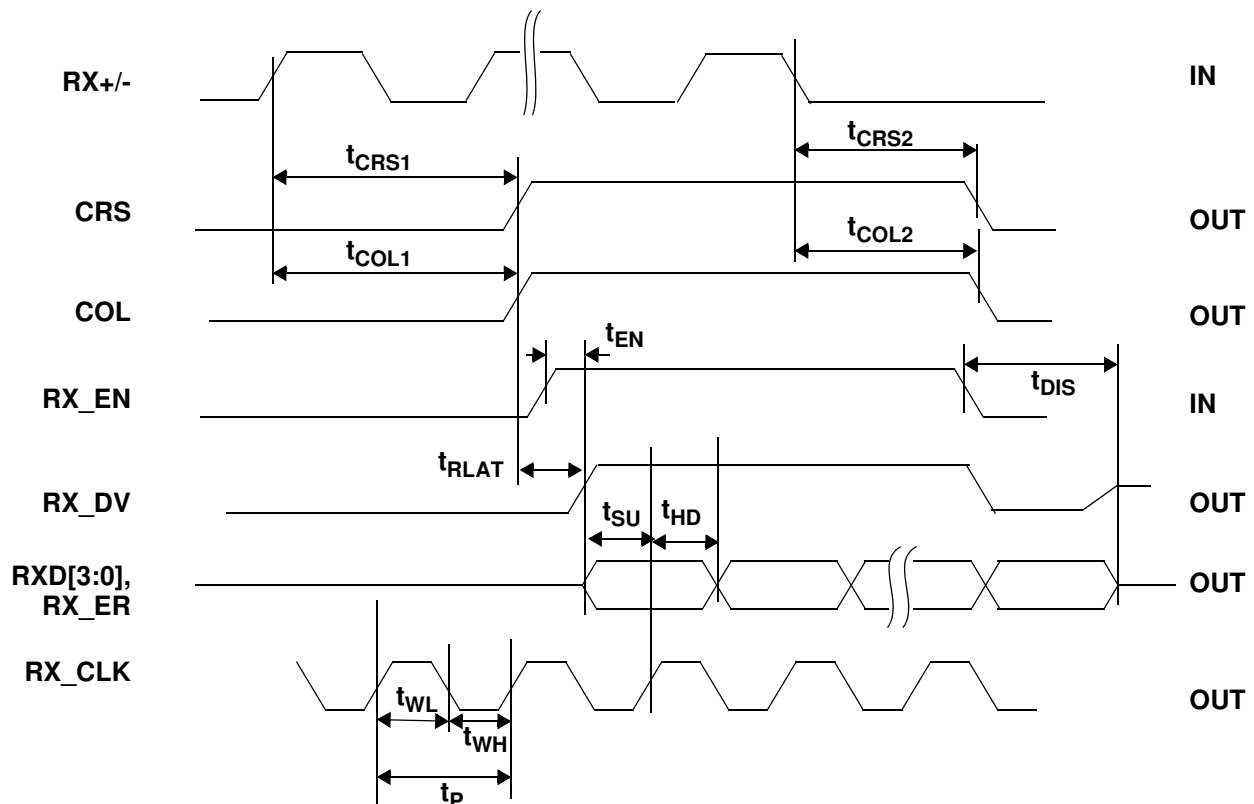 RX+/- IN
tCRS2
tCRS1
CRS OUT
tCOL2
tCOL1
COL OUT
tEN
tDIS
RX_EN IN
tRLAT
RX_DV OUT
tSU tHD
RXD[3:0],
RX_ER OUT
RX_CLK OUT
tWL
tWH
tP